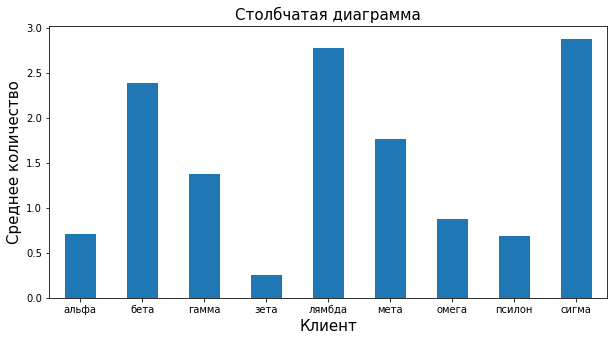 Столбчатая диаграмма
Среднее количество
3.0
2.5
2.0
1.5
1.0
0.5
0.0
альфа бета гамма зета лямбда мета омега псилон сигма
Клиент